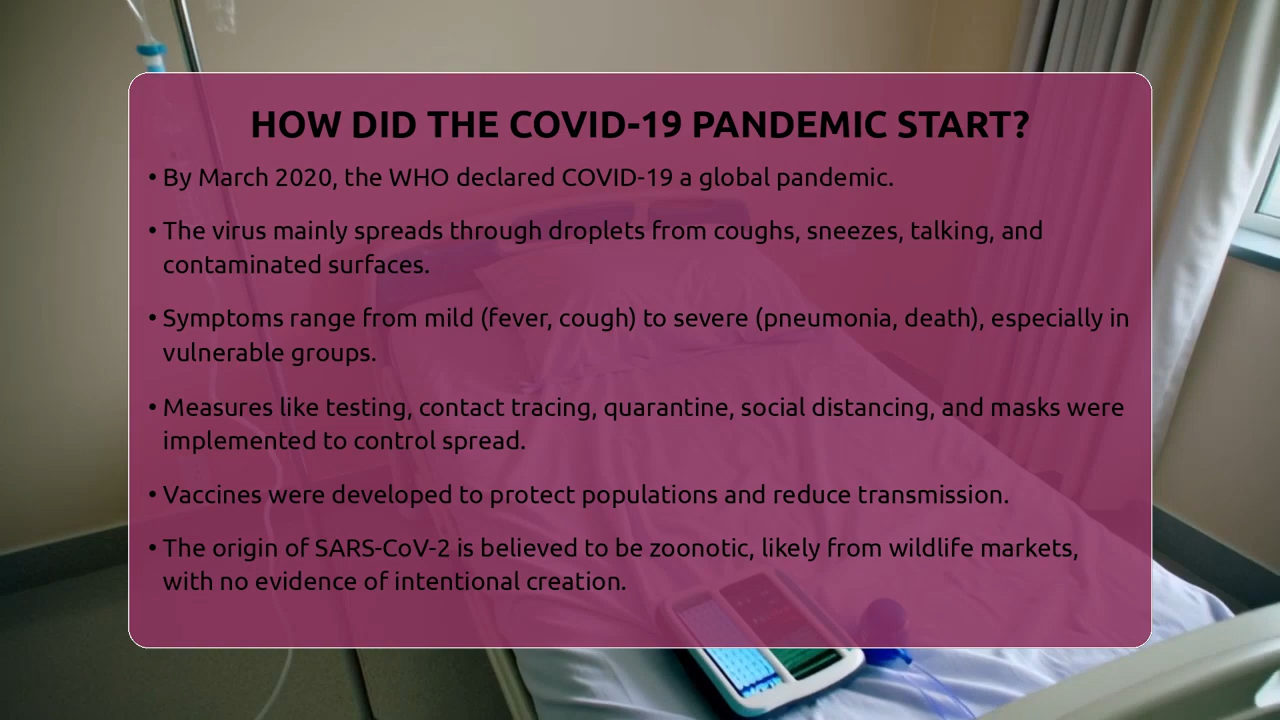 HOW DID THE COVID-19 PANDEMIC START?
• By March 2020, the WHO declared COVID-19 a global pandemic.
• The virus mainly spreads through droplets from coughs, sneezes, talking, and
contaminated surfaces.
• Symptoms range from mild (fever, cough) to severe (pneumonia, death), especially in
vulnerable groups.
• Measures like testing, contact tracing, quarantine, social distancing, and masks were
implemented to control spread.
• Vaccines were developed to protect populations and reduce transmission.
• The origin of SARS-CoV-2 is believed to be zoonotic, likely from wildlife markets,
with no evidence of intentional creation.